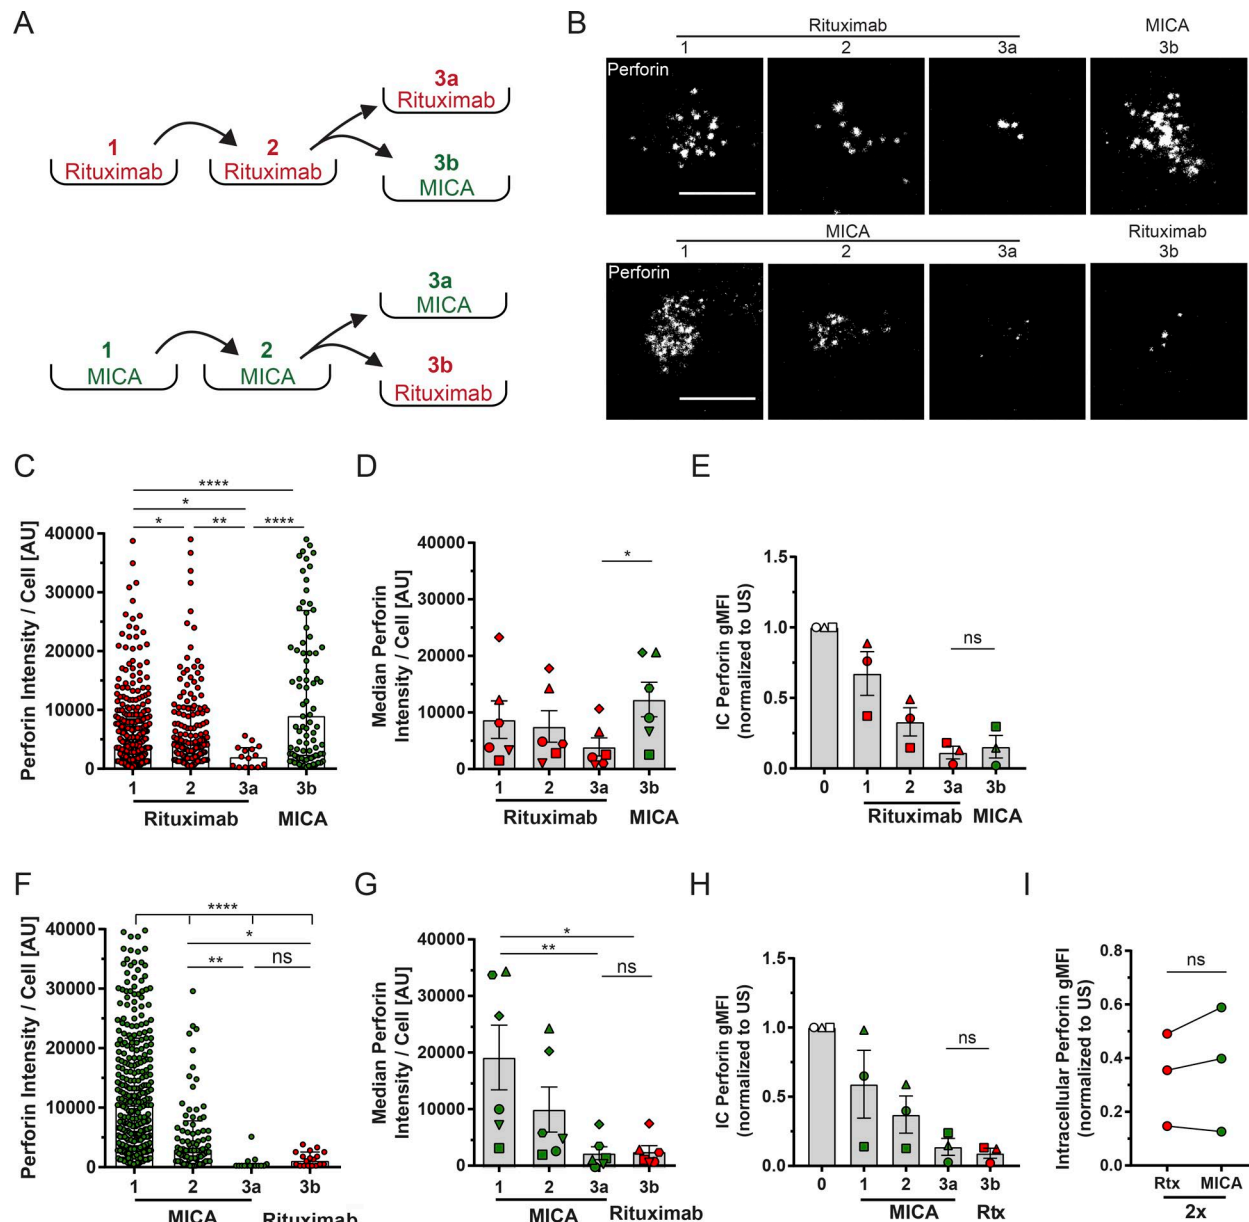 A
1
Rituximab
2
Rituximab
3a
Rituximab
3b
MICA
1
MICA
2
MICA
3a
MICA
3b
Rituximab
B
Rituximab
MICA
1 2 3a 3b
Perforin
MICA
Rituximab
1 2 3a 3b
Perforin
C
Perforin Intensity / Cell [AU]
40000
30000
20000
10000
0
****
*
* ** ****
1 2 3a 3b
Rituximab MICA
D
Median Perforin
Intensity / Cell [AU]
40000
30000
20000
10000
0
*
1 2 3a 3b
Rituximab MICA
E
IC Perforin gMFI
(normalized to US)
1.5
1.0
0.5
0.0
ns
0 1 2 3a 3b
Rituximab MICA
F
Perforin Intensity / Cell [AU]
40000
30000
20000
10000
0
****
*
** ns
1 2 3a 3b
MICA Rituximab
G
Median Perforin
Intensity / Cell [AU]
40000
30000
20000
10000
0
*
**
ns
1 2 3a 3b
MICA Rituximab
H
IC Perforin gMFI
(normalized to US)
1.5
1.0
0.5
0.0
ns
0 1 2 3a 3b
MICA Rtx
I
Intracellular Perforin gMFI
(normalized to US)
0.8
0.6
0.4
0.2
0.0
ns
Rtx MICA
2x